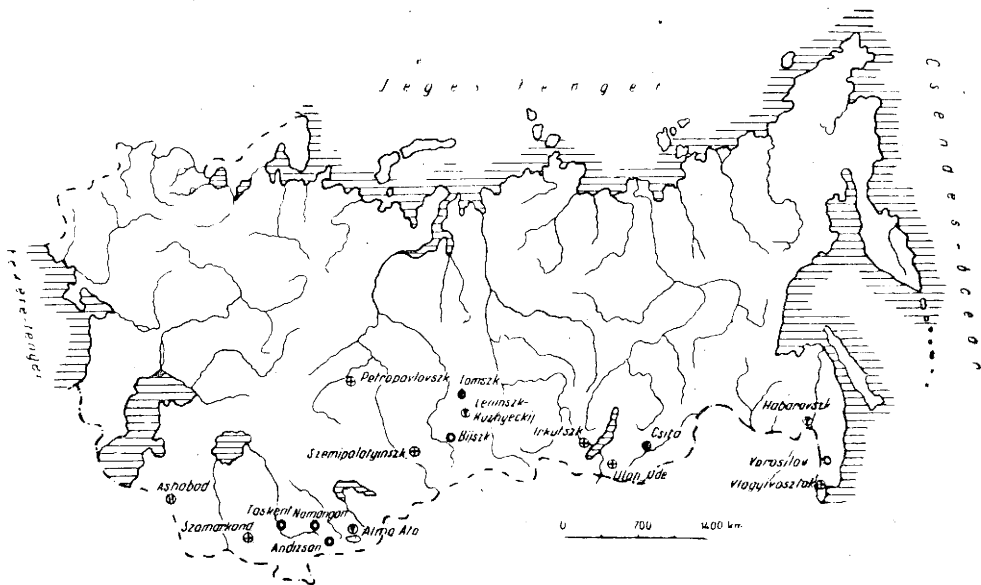 Jeges tenger
Csendes-óceán
Petropavlovszk
Tomszk
Leninszk-
Kuznyeckij
Bijszk
Szemipalatyinszk
Irkutszk
Csita
Ulan Ude
Habarovszk
Vorosilov
Vlagyivosztok
Ashabad
Taskent
Namangan
Szamarkand
Andizsan
Alma Ata
0 700 1400 km.